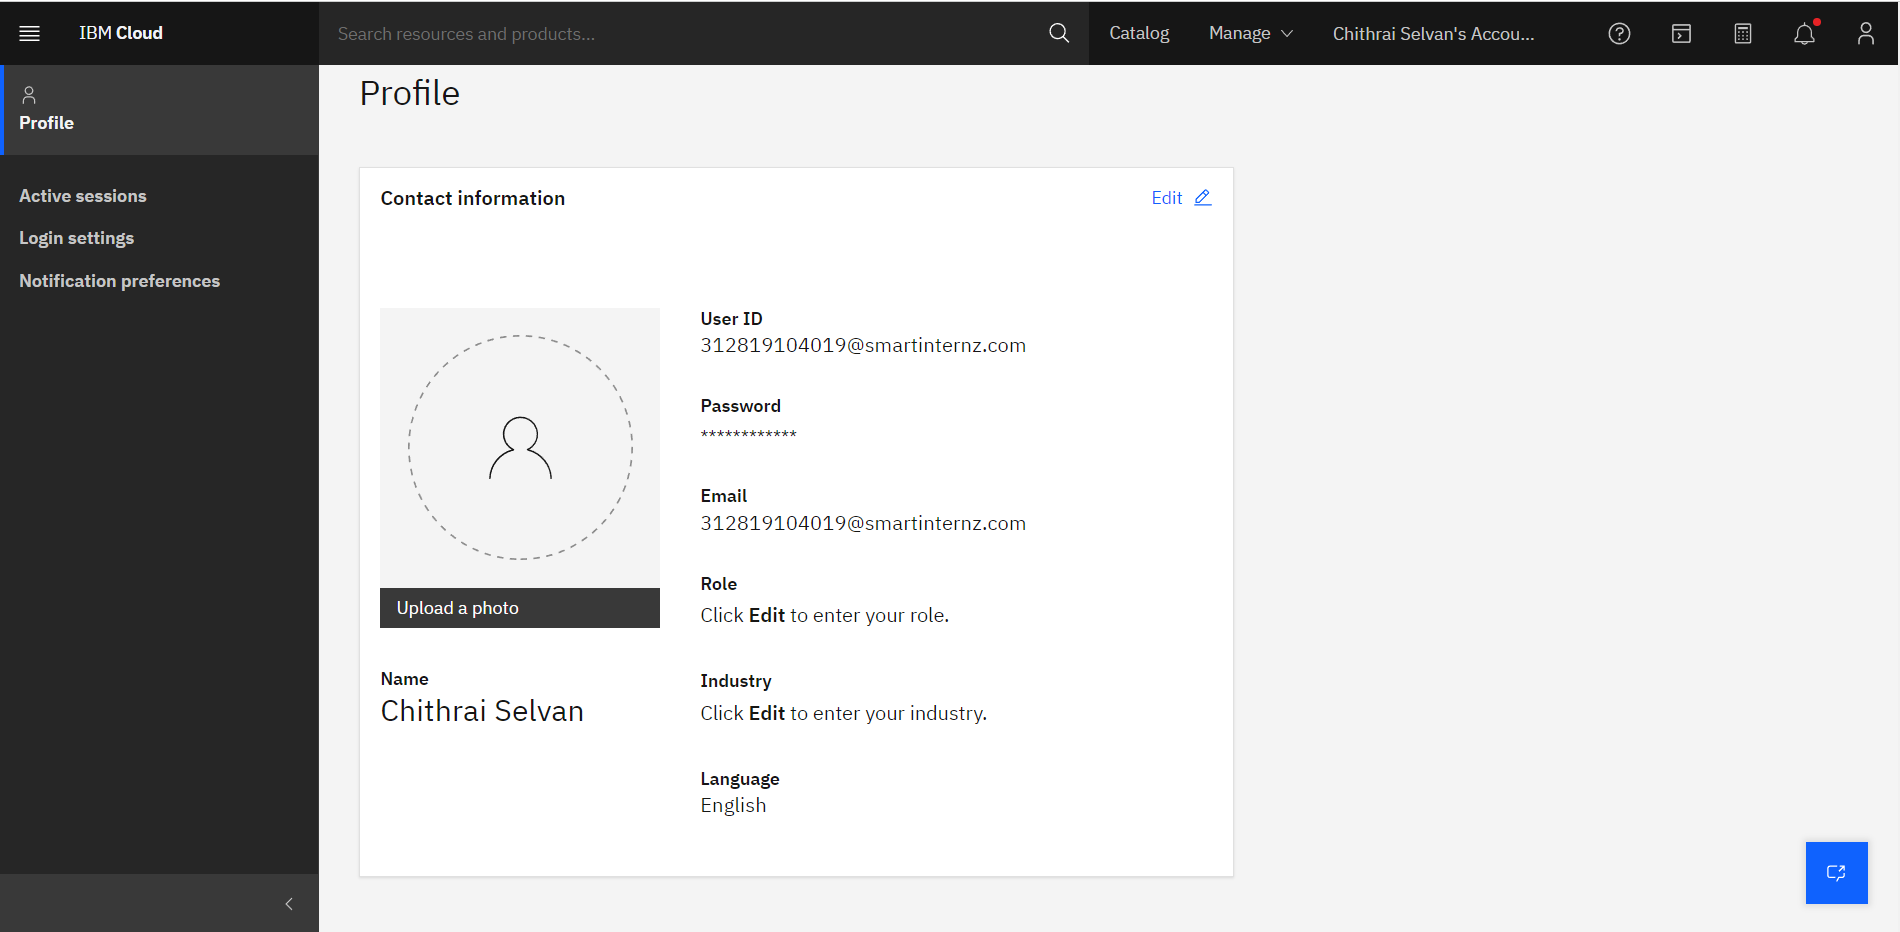 IBM Cloud
Search resources and products...
Catalog
Manage
Chithrai Selvan's Accou...
Profile
Active sessions
Login settings
Notification preferences
Profile
Contact information
Edit
Upload a photo
Name
Chithrai Selvan
User ID
312819104019@smartinternz.com
Password
************
Email
312819104019@smartinternz.com
Role
Click Edit to enter your role.
Industry
Click Edit to enter your industry.
Language
English